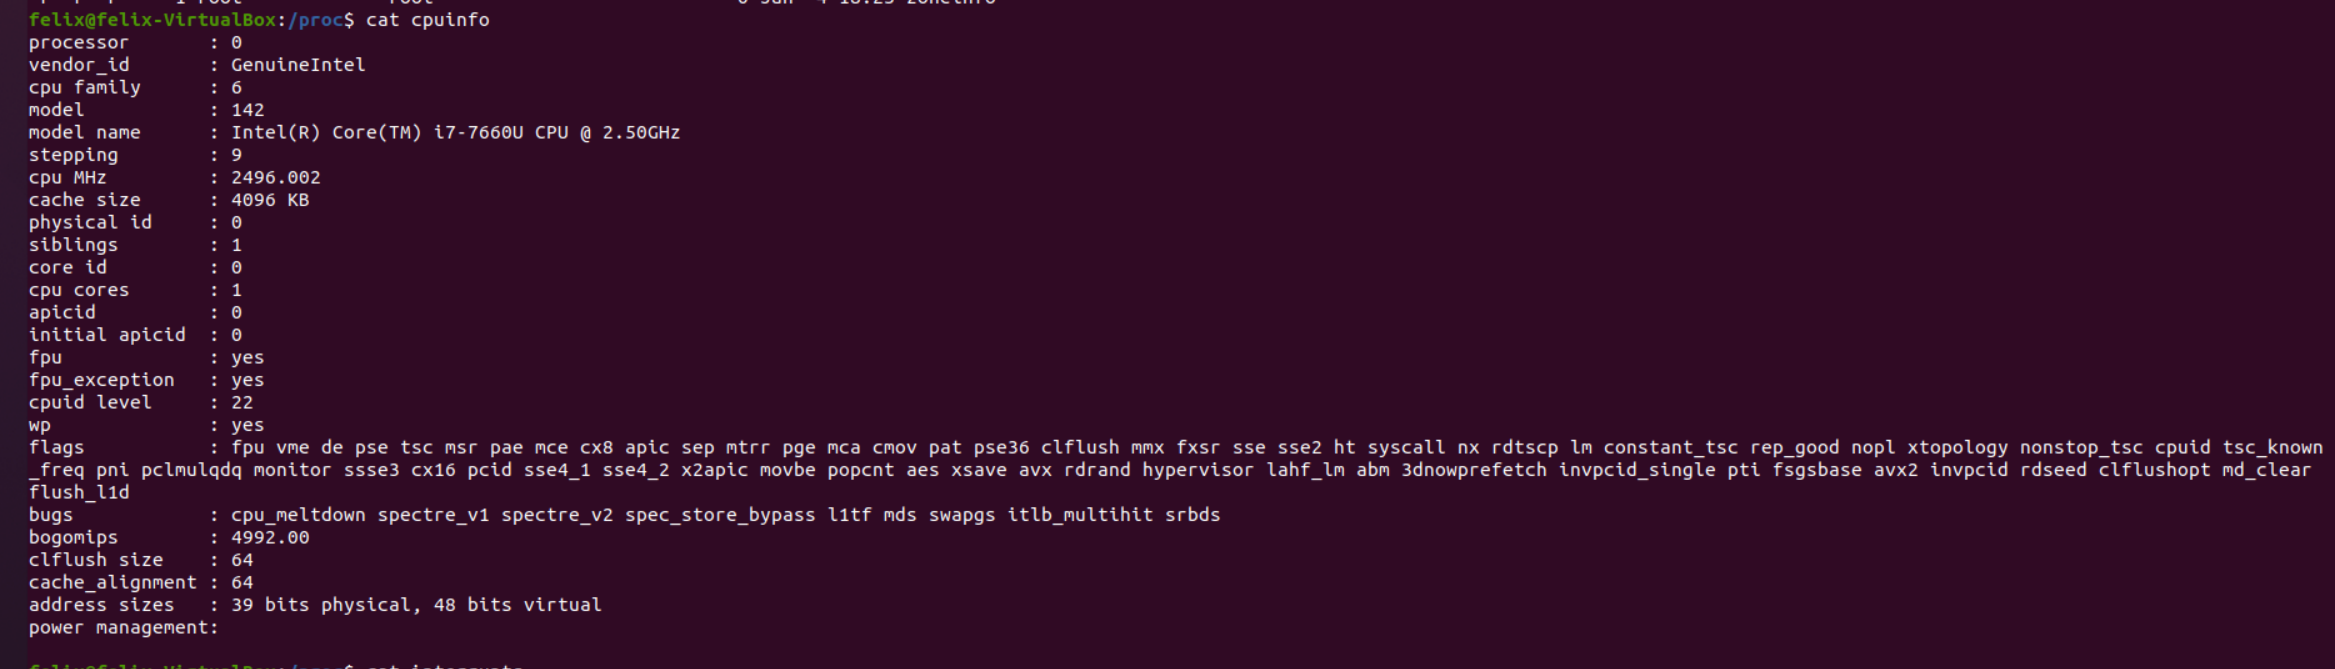 felix@felix-VirtualBox:/proc$ cat cpuinfo
processor : 0
vendor_id : GenuineIntel
cpu family : 6
model : 142
model name : Intel(R) Core(TM) i7-7660U CPU @ 2.50GHz
stepping : 9
cpu MHz : 2496.002
cache size : 4096 KB
physical id : 0
siblings : 1
core id : 0
cpu cores : 1
apicid : 0
initial apicid : 0
fpu : yes
fpu_exception : yes
cpuid level : 22
wp : yes
flags : fpu vme de pse tsc msr pae mce cx8 apic sep mtrr pge mca cmov pat pse36 clflush mmx fxsr sse sse2 ht syscall nx rdtscp lm constant_tsc rep_good nopl xtopology nonstop_tsc cpuid tsc_known
_freq pni pclmulqdq monitor ssse3 cx16 pcid sse4_1 sse4_2 x2apic movbe popcnt aes xsave avx rdrand hypervisor lahf_lm abm 3dnowprefetch invpcid_single pti fsgsbase avx2 invpcid rdseed clflushopt md_clear
flush_l1d
bugs : cpu_meltdown spectre_v1 spectre_v2 spec_store_bypass l1tf mds swapgs itlb_multihit srbds
bogomips : 4992.00
clflush size : 64
cache_alignment : 64
address sizes : 39 bits physical, 48 bits virtual
power management: